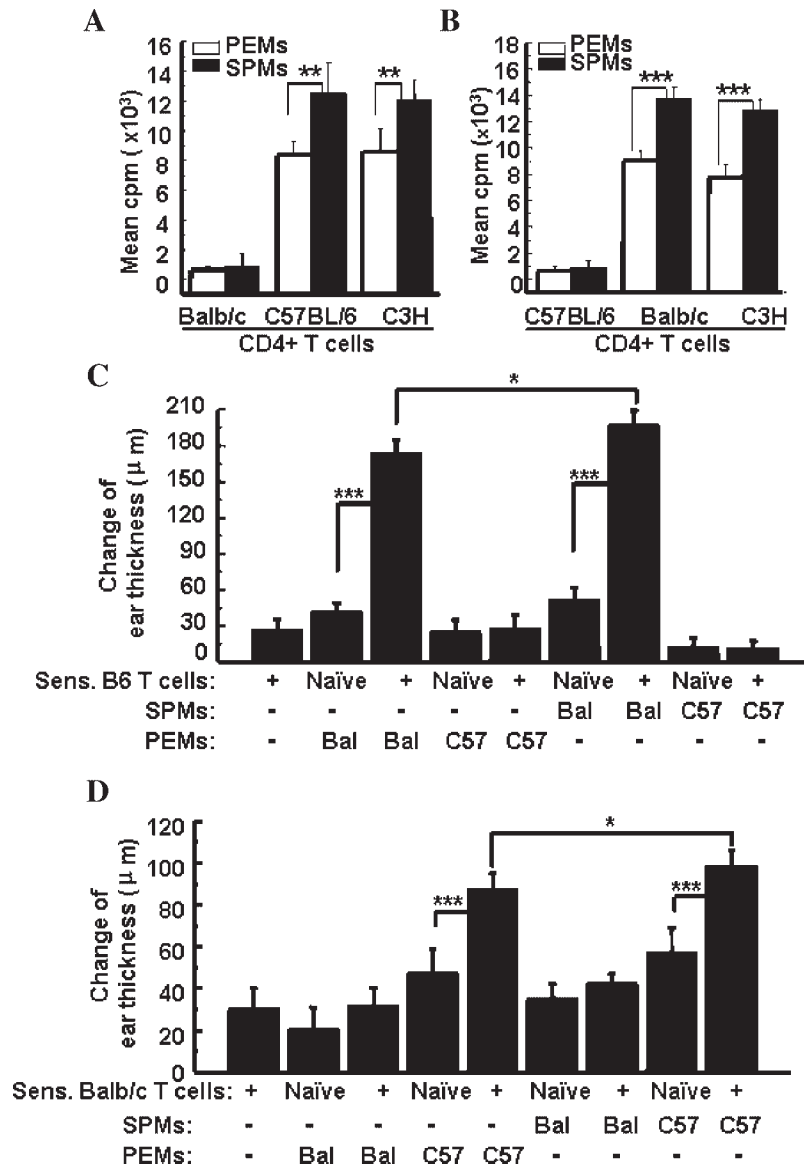 A
16
14
12
10
8
6
4
2
0
Mean cpm ( x10³)
PEMs
SPMs
**
**
Balb/c C57BL/6 C3H
CD4+ T cells
B
18
16
14
12
10
8
6
4
2
0
Mean cpm (x10³)
PEMs
SPMs
***
***
C57BL/6 Balb/c C3H
CD4+ T cells
C
210
180
150
120
90
60
30
0
Change of
ear thickness (μm)
*
***
***
Sens. B6 T cells: + Naïve + Naïve + Naïve + Naïve +
SPMs: - - - - - Bal Bal C57 C57
PEMs: - Bal Bal C57 C57 - - - -
D
120
100
80
60
40
20
0
Change of
ear thickness (μm)
*
***
***
Sens. Balb/c T cells: + Naïve + Naïve + Naïve + Naïve +
SPMs: - - - - - Bal Bal C57 C57
PEMs: - Bal Bal C57 C57 - - - -